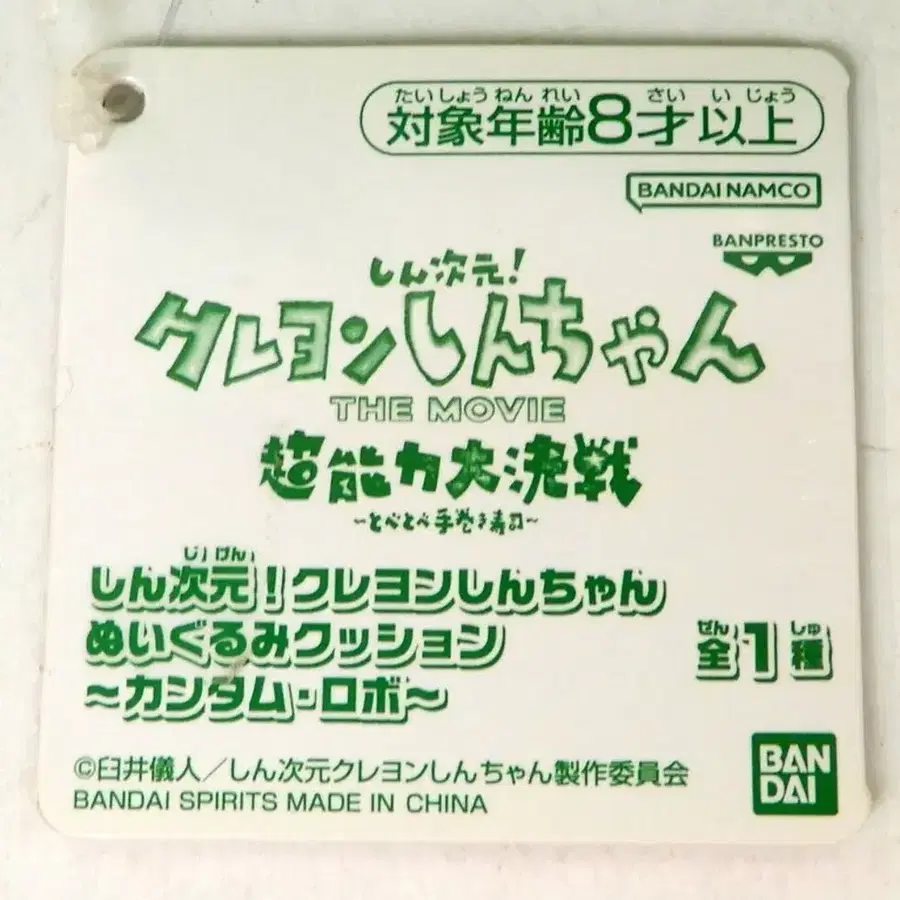 たいしょうねんれい さい いじょう
対象年齢8才以上
BANDAI NAMCO
BANPRESTO
しん次元!
クレヨンしんちゃん
THE MOVIE
超能力大決戦
~とべとべ手巻き寿司~
じげん
しん次元!クレヨンしんちゃん
ぬいぐるみクッション
~カンタム・ロボ~
ぜん しゅ
全1種
©臼井儀人/しん次元クレヨンしんちゃん製作委員会
BANDAI SPIRITS MADE IN CHINA
BAN
DAI